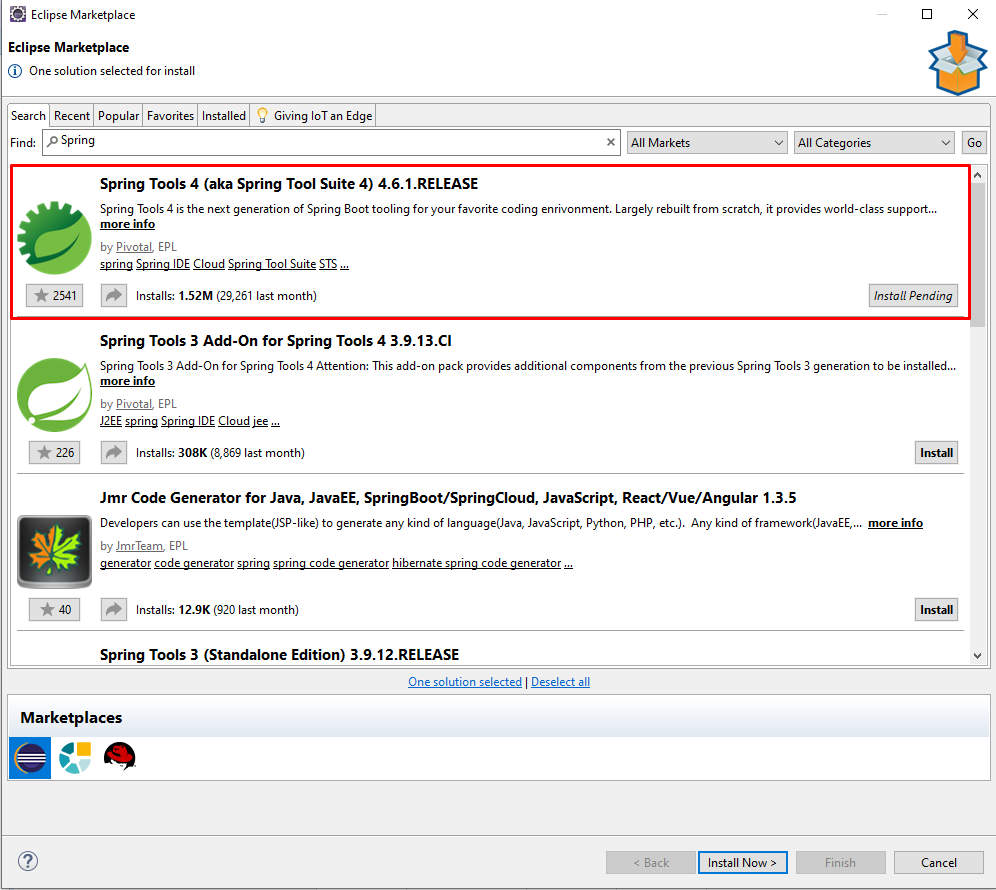 Eclipse Marketplace
Eclipse Marketplace
One solution selected for install
Search Recent Popular Favorites Installed Giving IoT an Edge
Find: Spring All Markets All Categories Go
Spring Tools 4 (aka Spring Tool Suite 4) 4.6.1.RELEASE
Spring Tools 4 is the next generation of Spring Boot tooling for your favorite coding enrivonment. Largely rebuilt from scratch, it provides world-class support...
more info
by Pivotal, EPL
spring Spring IDE Cloud Spring Tool Suite STS ...
2541 Installs: 1.52M (29,261 last month) Install Pending
Spring Tools 3 Add-On for Spring Tools 4 3.9.13.CI
Spring Tools 3 Add-On for Spring Tools 4 Attention: This add-on pack provides additional components from the previous Spring Tools 3 generation to be installed...
more info
by Pivotal, EPL
J2EE spring Spring IDE Cloud jee ...
226 Installs: 308K (8,869 last month) Install
Jmr Code Generator for Java, JavaEE, SpringBoot/SpringCloud, JavaScript, React/Vue/Angular 1.3.5
Developers can use the template(JSP-like) to generate any kind of language(Java, JavaScript, Python, PHP, etc.). Any kind of framework(JavaEE,... more info
by JmrTeam, EPL
generator code generator spring spring code generator hibernate spring code generator ...
40 Installs: 12.9K (920 last month) Install
Spring Tools 3 (Standalone Edition) 3.9.12.RELEASE
One solution selected | Deselect all
Marketplaces
? < Back Install Now > Finish Cancel